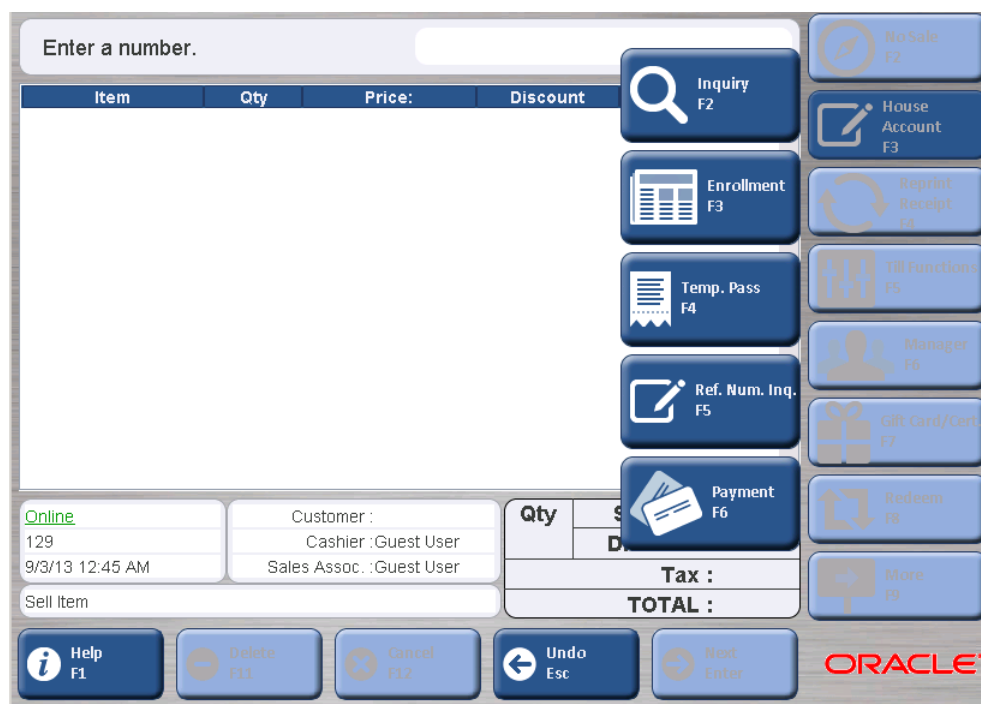 Enter a number.
Item Qty Price: Discount
Inquiry
F2
Enrollment
F3
Temp. Pass
F4
Ref. Num. Inq.
F5
Payment
F6
No Sale
F2
House
Account
F3
Reprint
Receipt
F4
Till Functions
F5
Manager
F6
Gift Card/Cert
F7
Redeem
F8
More
F9
Online
129
9/3/13 12:45 AM
Sell Item
Customer :
Cashier :Guest User
Sales Assoc. :Guest User
Qty
Tax :
TOTAL :
Help
F1
Delete
F11
Cancel
F12
Undo
Esc
Next
Enter
ORACLE